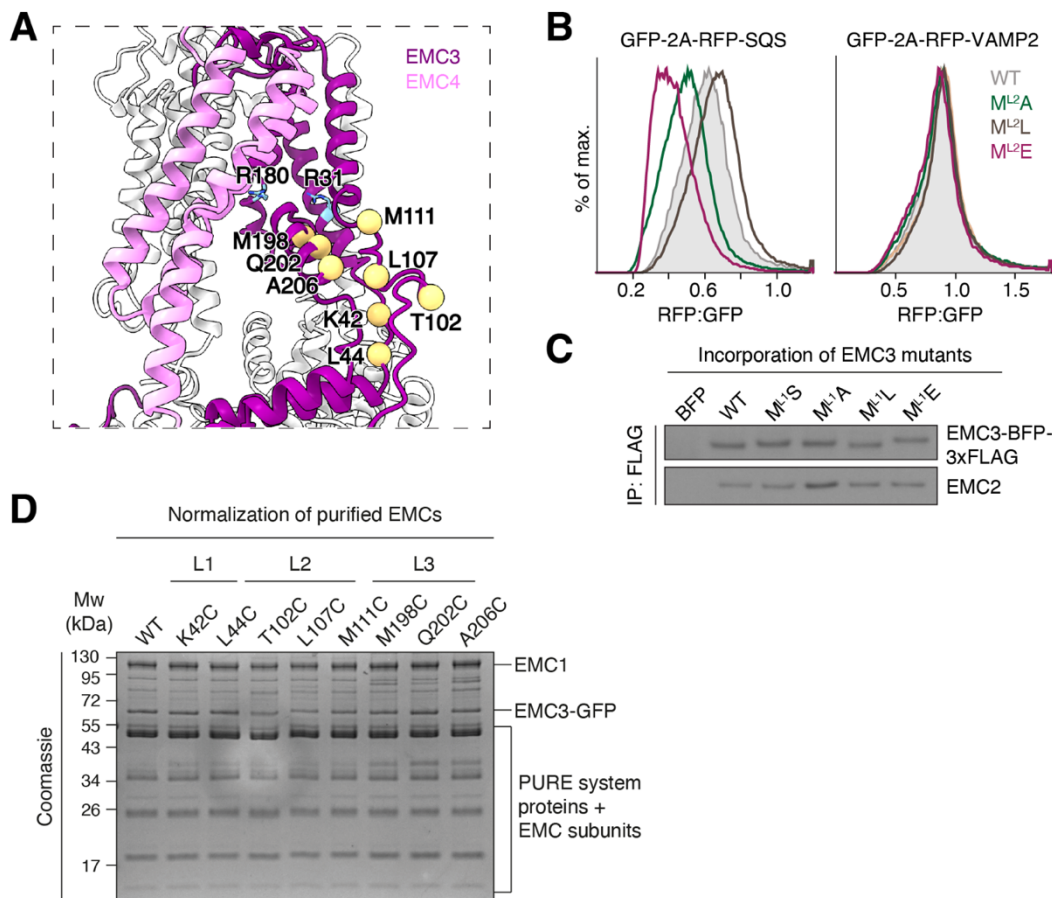 A
EMC3
EMC4
R180
R31
M111
M198
Q202
A206
L107
K42
T102
L44
B
GFP-2A-RFP-SQS
GFP-2A-RFP-VAMP2
WT
Mᴸ²A
Mᴸ²L
Mᴸ²E
% of max.
0.2 0.6 1.0
0.5 1.0 1.5
RFP:GFP
RFP:GFP
C
Incorporation of EMC3 mutants
BFP WT Mᴸ¹S Mᴸ¹A Mᴸ¹L Mᴸ¹E
IP: FLAG
EMC3-BFP-
3xFLAG
EMC2
D
Normalization of purified EMCs
L1 L2 L3
Mw
(kDa)
WT K42C L44C T102C L107C M111C M198C Q202C A206C
130
95
72
55
43
34
26
17
Coomassie
EMC1
EMC3-GFP
PURE system
proteins +
EMC subunits